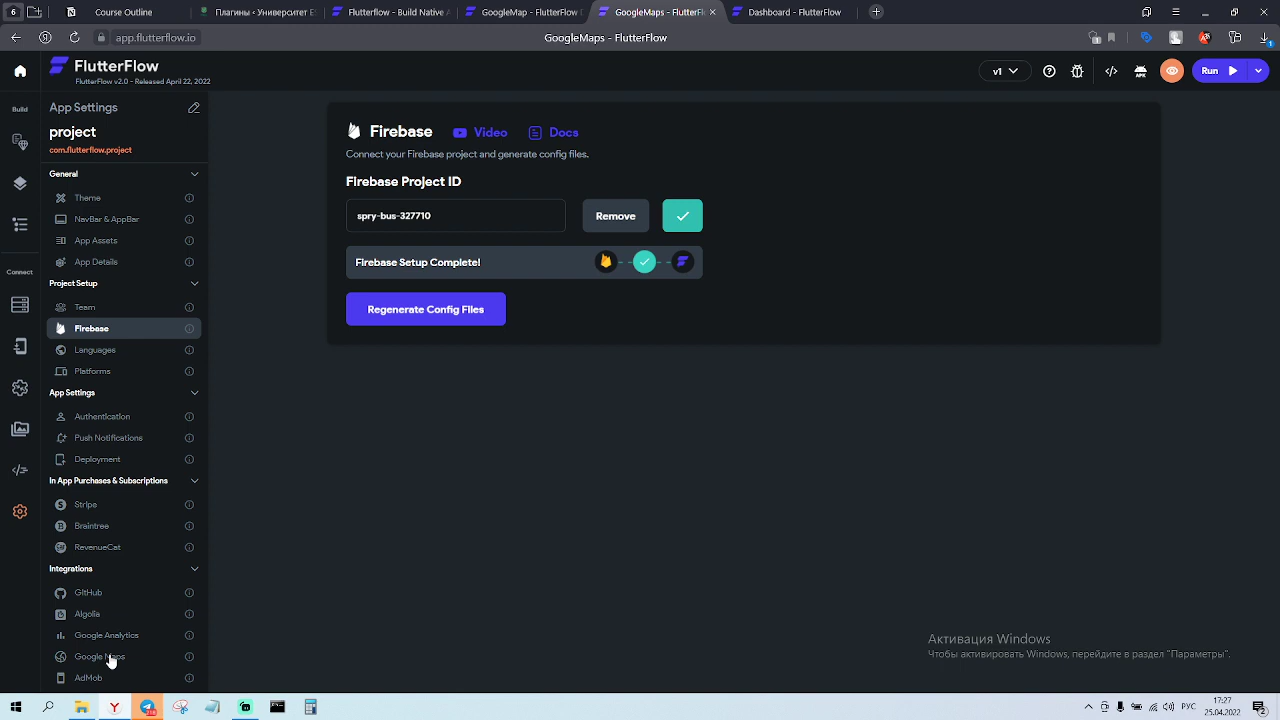 6
Course Outline
Плагины ‹ Университет
FlutterFlow - Build Native
GoogleMap - FlutterFlow
GoogleMaps - FlutterF
Dashboard - FlutterFlow
app.flutterflow.io
GoogleMaps - FlutterFlow
FlutterFlow
FlutterFlow v2.0 - Released April 22, 2022
v1
Run
Build
App Settings
project
com.flutterflow.project
General
Theme
NavBar & AppBar
App Assets
App Details
Connect
Project Setup
Team
Firebase
Languages
Platforms
App Settings
Authentication
Push Notifications
Deployment
In App Purchases & Subscriptions
Stripe
Braintree
RevenueCat
Integrations
GitHub
Algolia
Google Analytics
Google Maps
AdMob
Firebase
Video
Docs
Connect your Firebase project and generate config files.
Firebase Project ID
spry-bus-327710
Remove
Firebase Setup Complete!
Regenerate Config Files
Активация Windows
Чтобы активировать Windows, перейдите в раздел "Параметры".
РУС
17:27
25.04.2022